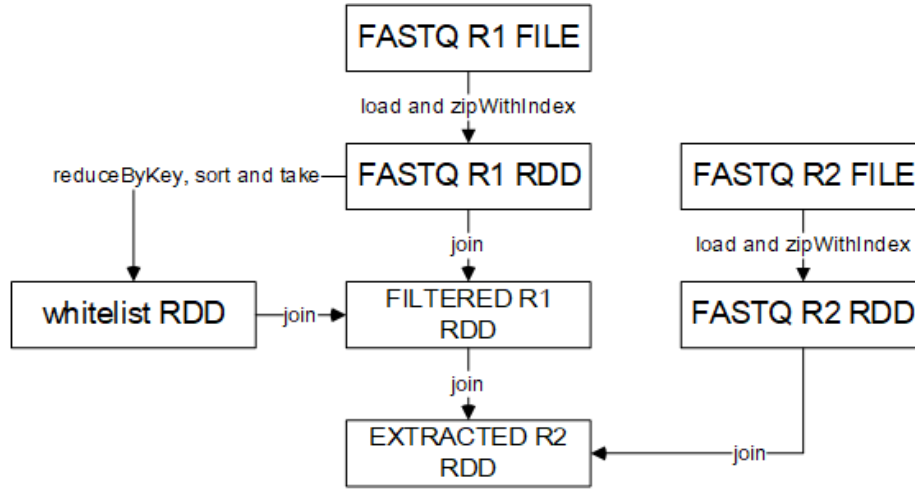 FASTQ R1 FILE
load and zipWithIndex
reduceByKey, sort and take
FASTQ R1 RDD
FASTQ R2 FILE
join
load and zipWithIndex
whitelist RDD
join
FILTERED R1
RDD
FASTQ R2 RDD
join
EXTRACTED R2
RDD
join